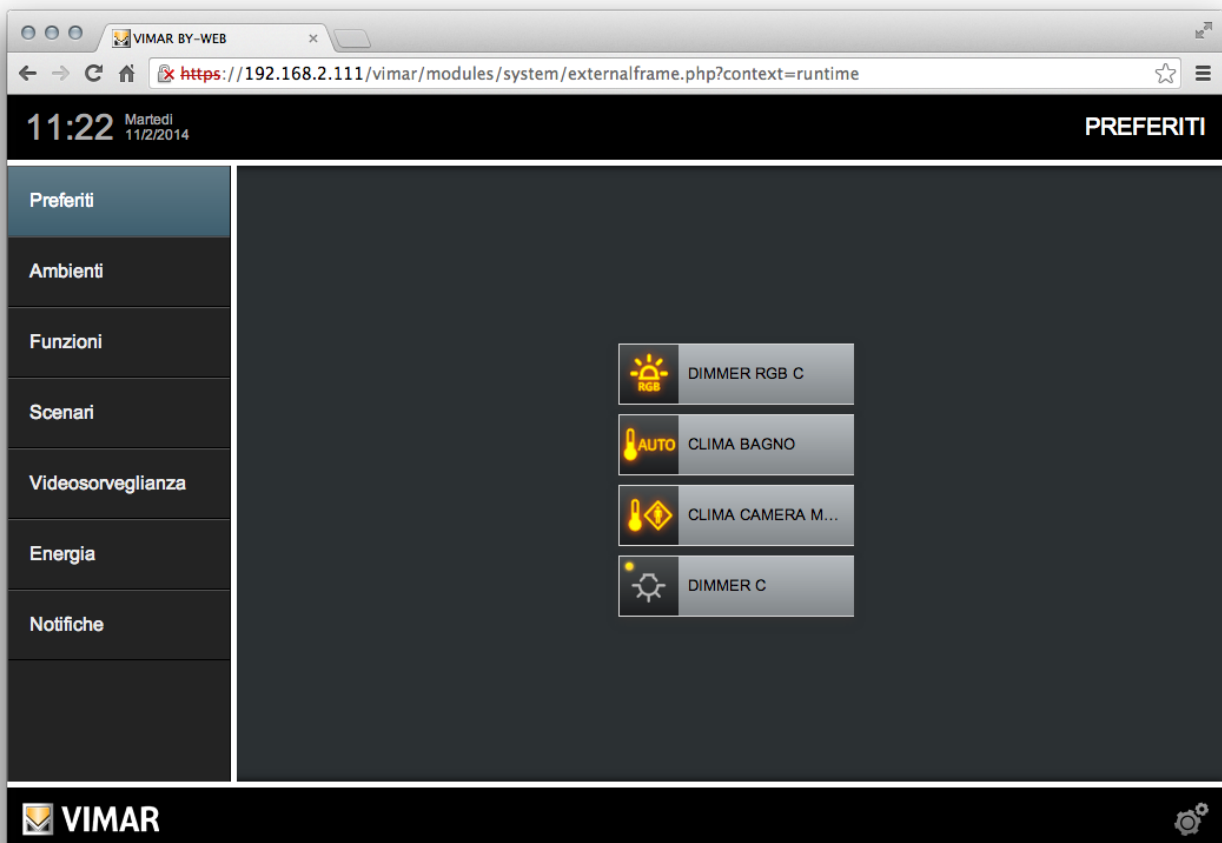 VIMAR BY-WEB
https://192.168.2.111/vimar/modules/system/externalframe.php?context=runtime
11:22 Martedì
11/2/2014
PREFERITI
Preferiti
Ambienti
Funzioni
Scenari
Videosorveglianza
Energia
Notifiche
RGB DIMMER RGB C
AUTO CLIMA BAGNO
CLIMA CAMERA M...
DIMMER C
VIMAR